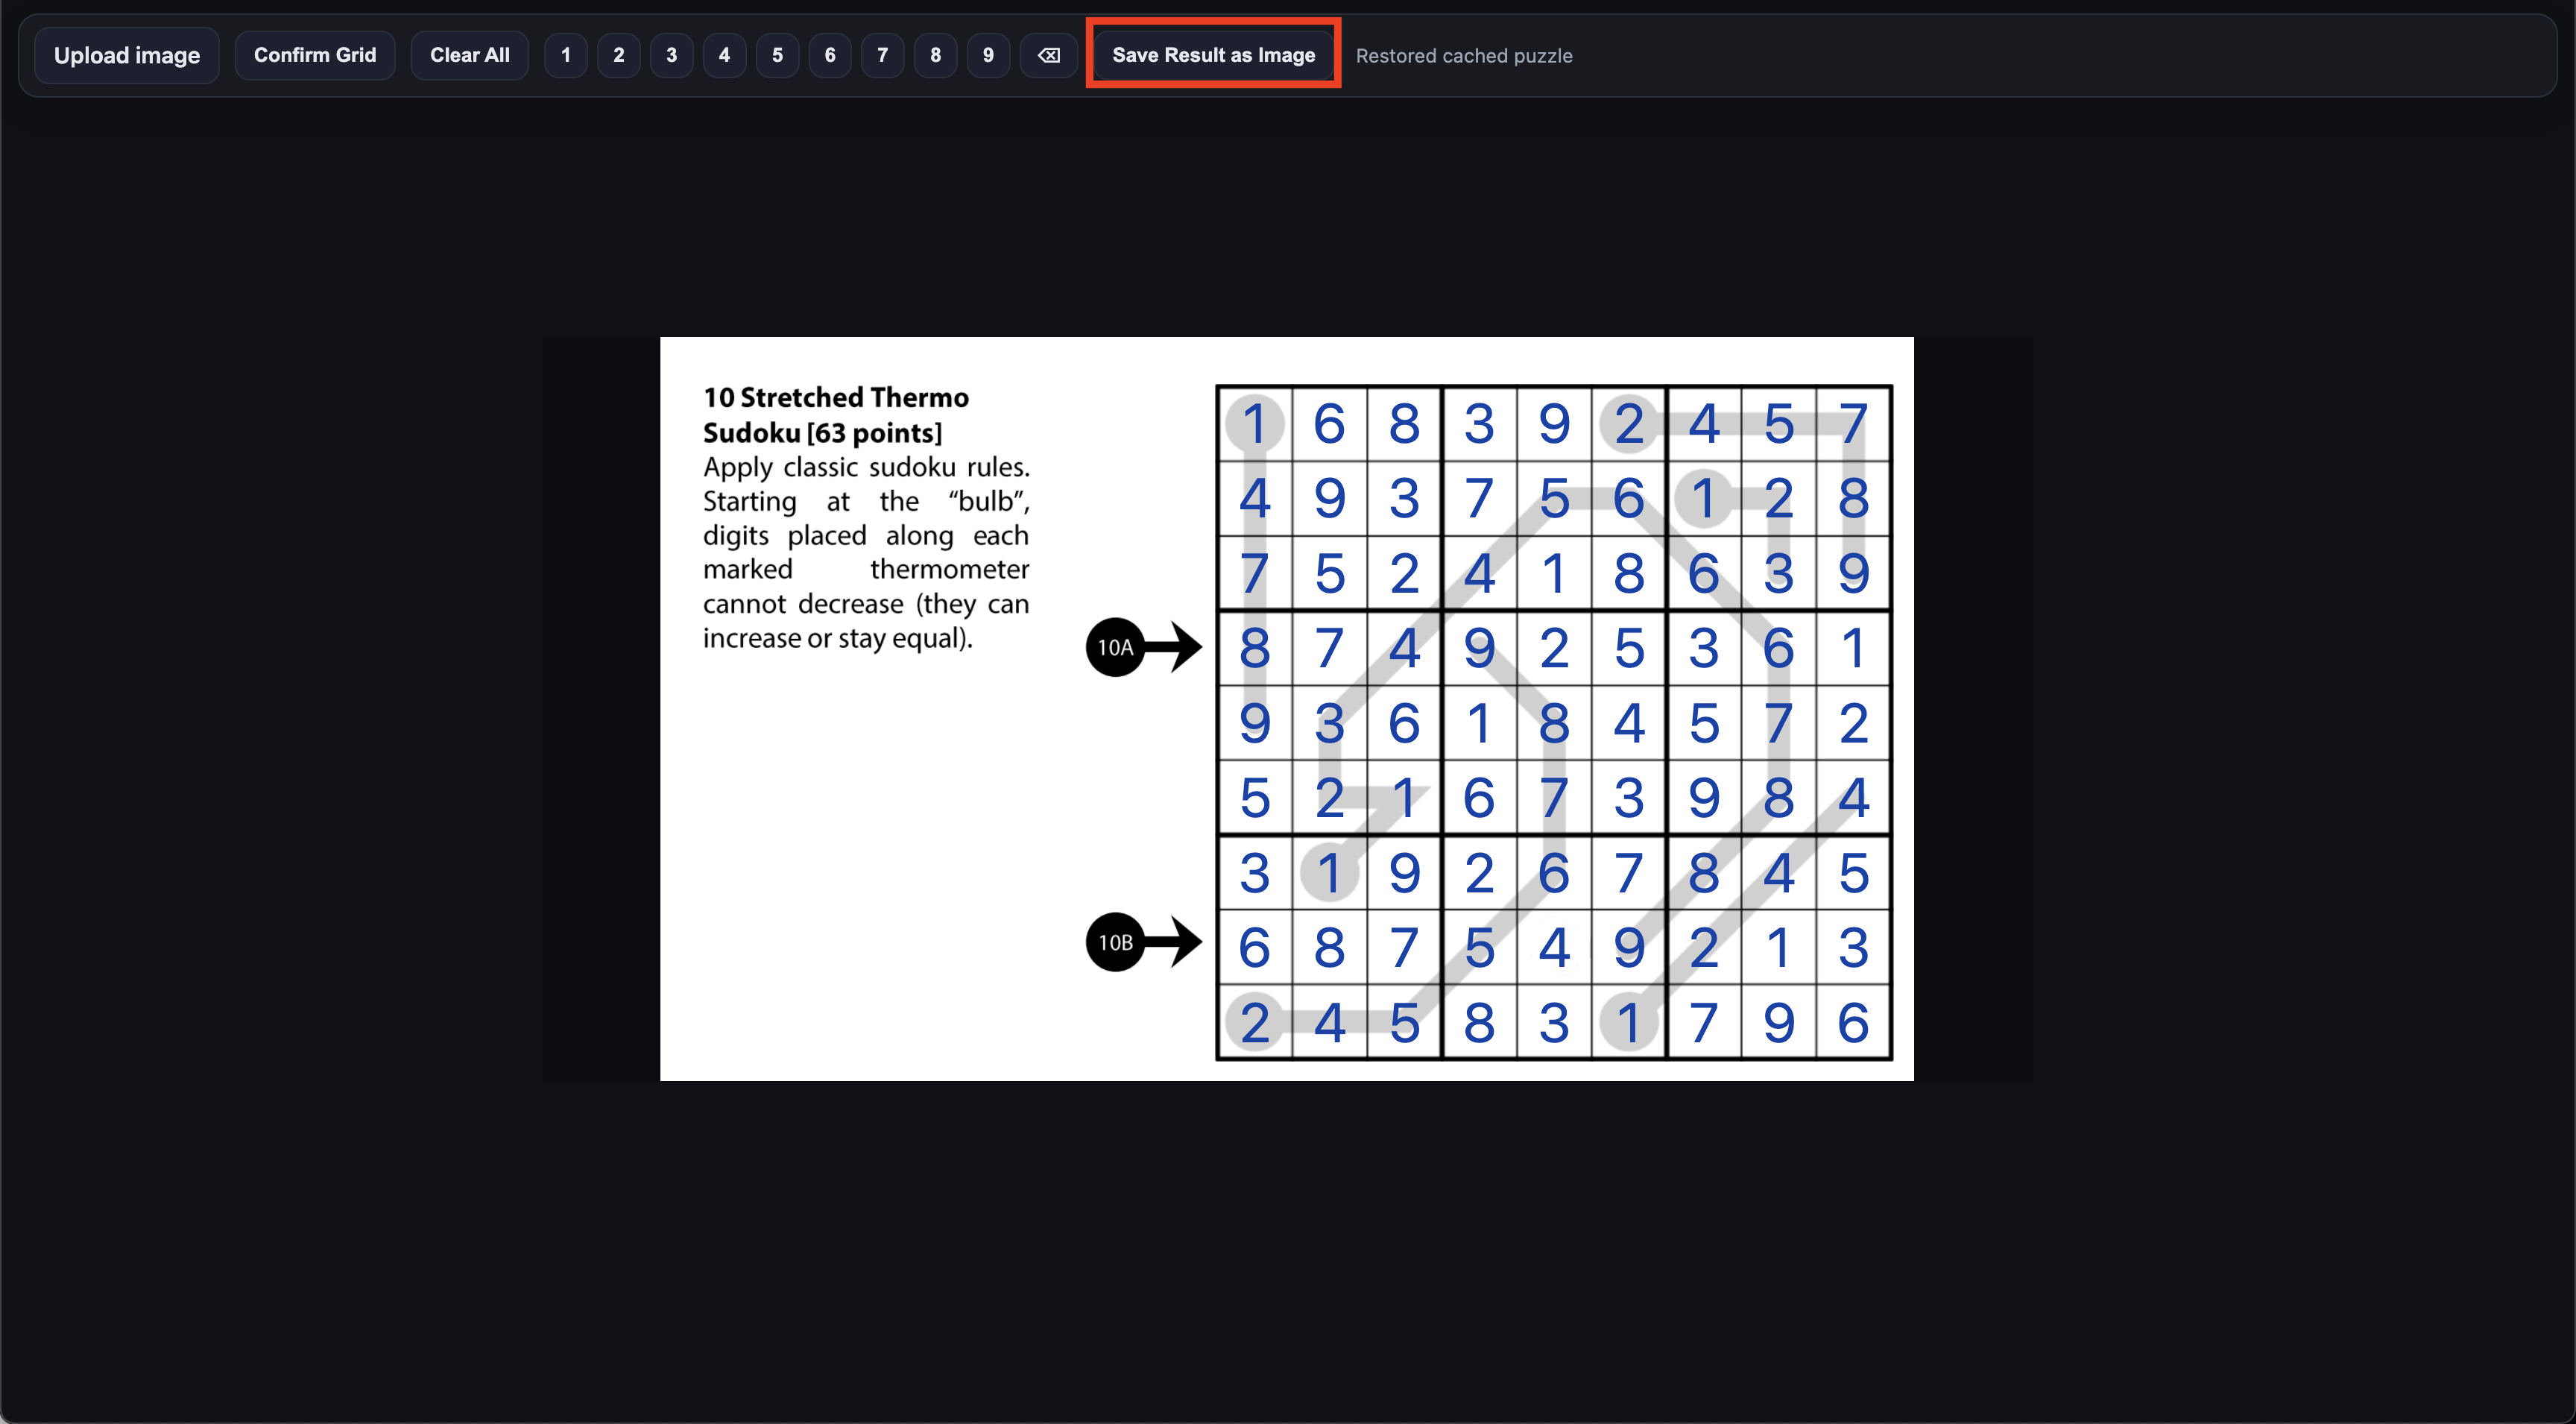 Upload image Confirm Grid Clear All 1 2 3 4 5 6 7 8 9 ⌫ Save Result as Image Restored cached puzzle
10 Stretched Thermo
Sudoku [63 points]
Apply classic sudoku rules.
Starting at the “bulb”,
digits placed along each
marked thermometer
cannot decrease (they can
increase or stay equal).
1 6 8 3 9 2 4 5 7
4 9 3 7 5 6 1 2 8
7 5 2 4 1 8 6 3 9
10A 8 7 4 9 2 5 3 6 1
9 3 6 1 8 4 5 7 2
5 2 1 6 7 3 9 8 4
3 1 9 2 6 7 8 4 5
10B 6 8 7 5 4 9 2 1 3
2 4 5 8 3 1 7 9 6